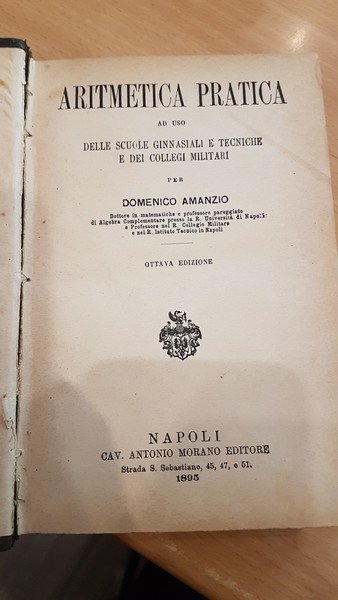 ARITMETICA PRATICA
AD USO
DELLE SCUOLE GINNASIALI E TECNICHE
E DEI COLLEGI MILITARI
PER
DOMENICO AMANZIO
Dottore in matematiche e professore pareggiato
di Algebra Complementare presso la R. Università di Napoli
e Professore nel R. Collegio Militare
e nel R. Istituto Tecnico in Napoli
OTTAVA EDIZIONE
NAPOLI
CAV. ANTONIO MORANO EDITORE
Strada S. Sebastiano, 45, 47, e 51.
1895